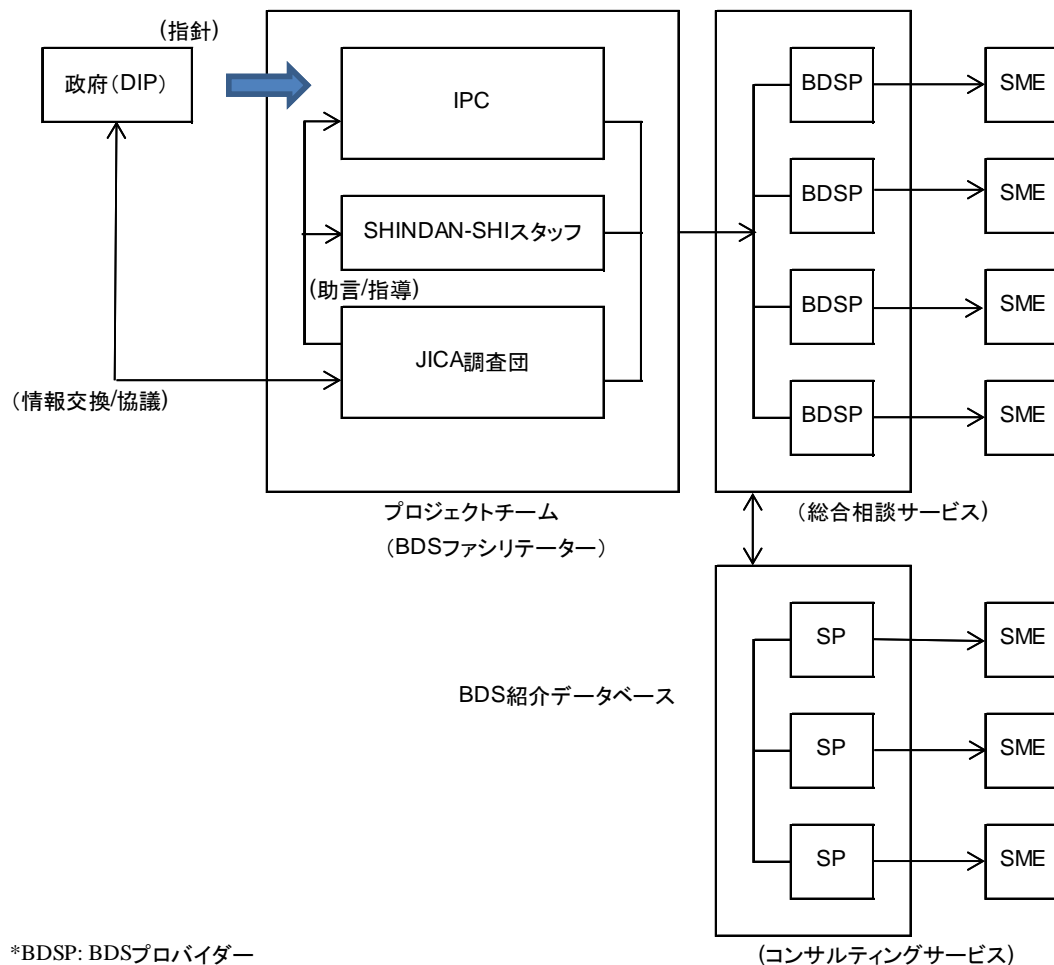 (指針)
政府(DIP)
IPC
SHINDAN-SHIスタッフ
(助言/指導)
JICA調査団
(情報交換/協議)
プロジェクトチーム
(BDSファシリテーター)
BDSP
SME
BDSP
SME
BDSP
SME
BDSP
SME
(総合相談サービス)
BDS紹介データベース
SP
SME
SP
SME
SP
SME
*BDSP: BDSプロバイダー
(コンサルティングサービス)